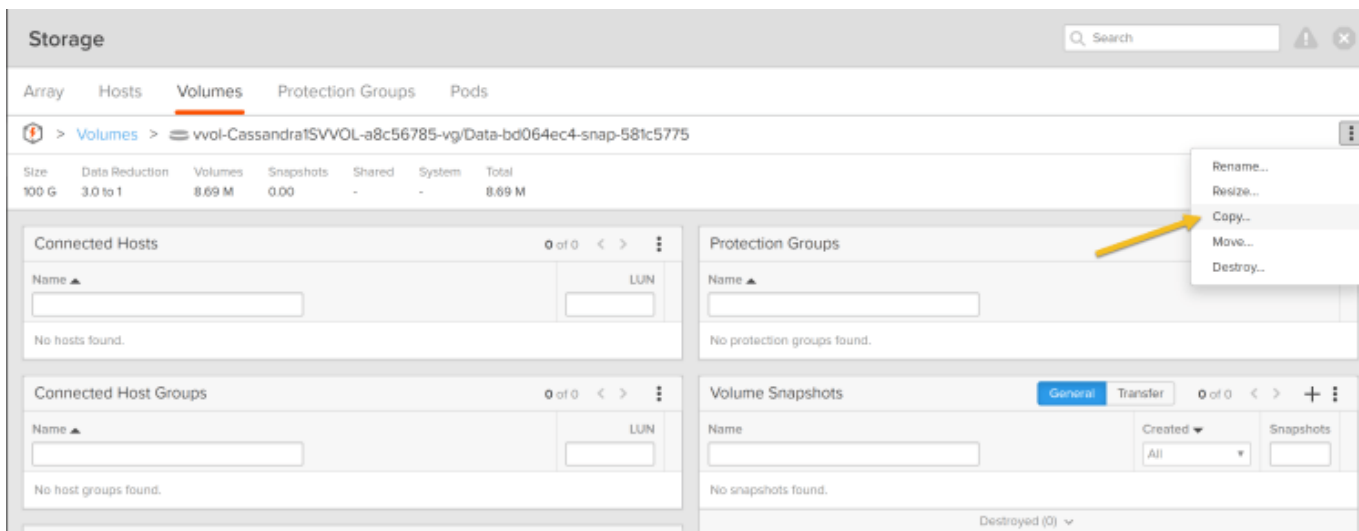 Storage
Search
Array Hosts Volumes Protection Groups Pods
> Volumes > vvol-Cassandra1SVVOL-a8c56785-vg/Data-bd064ec4-snap-581c5775
Size Data Reduction Volumes Snapshots Shared System Total
100 G 3.0 to 1 8.69 M 0.00 - - 8.69 M
Rename...
Resize...
Copy...
Move...
Destroy...
Connected Hosts 0 of 0 < >
Name ▲ LUN
No hosts found.
Protection Groups
Name ▲
No protection groups found.
Connected Host Groups 0 of 0 < >
Name ▲ LUN
No host groups found.
Volume Snapshots General Transfer 0 of 0 < > +
Name Created ▼ Snapshots
All
No snapshots found.
Destroyed (0)